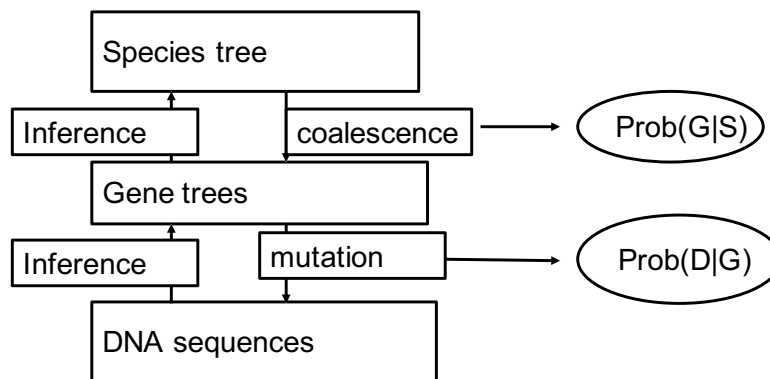 Species tree
Inference
coalescence
Prob(G|S)
Gene trees
Inference
mutation
Prob(D|G)
DNA sequences